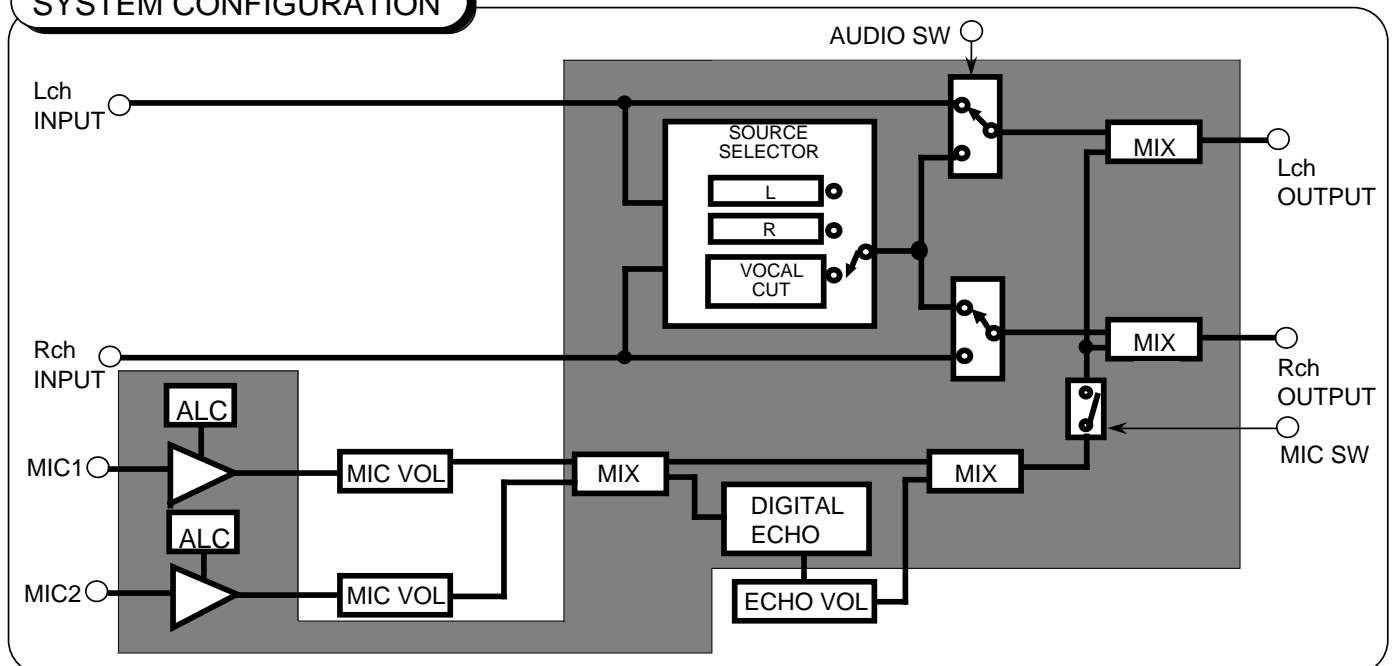 SYSTEM CONFIGURATION
AUDIO SW
Lch
INPUT
SOURCE
SELECTOR
L
R
VOCAL
CUT
MIX
Lch
OUTPUT
Rch
INPUT
MIX
Rch
OUTPUT
ALC
MIC1
MIC VOL
MIX
MIX
MIC SW
DIGITAL
ECHO
ALC
MIC2
MIC VOL
ECHO VOL